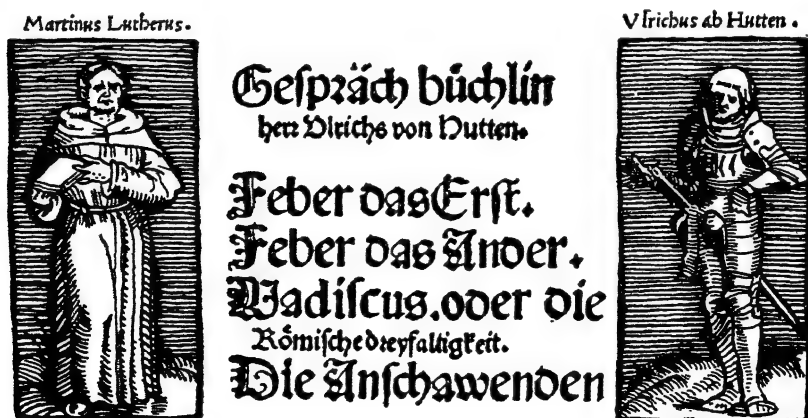 Martinus Lutherus.
Vlrichus ab Hutten.
Gespräch büchlin
herr Vlrichs von Hutten.
Feber das Erst.
Feber das Ander.
Wadiscus. oder die
Römische dreyfaltigkeit.
Die Anschawenden